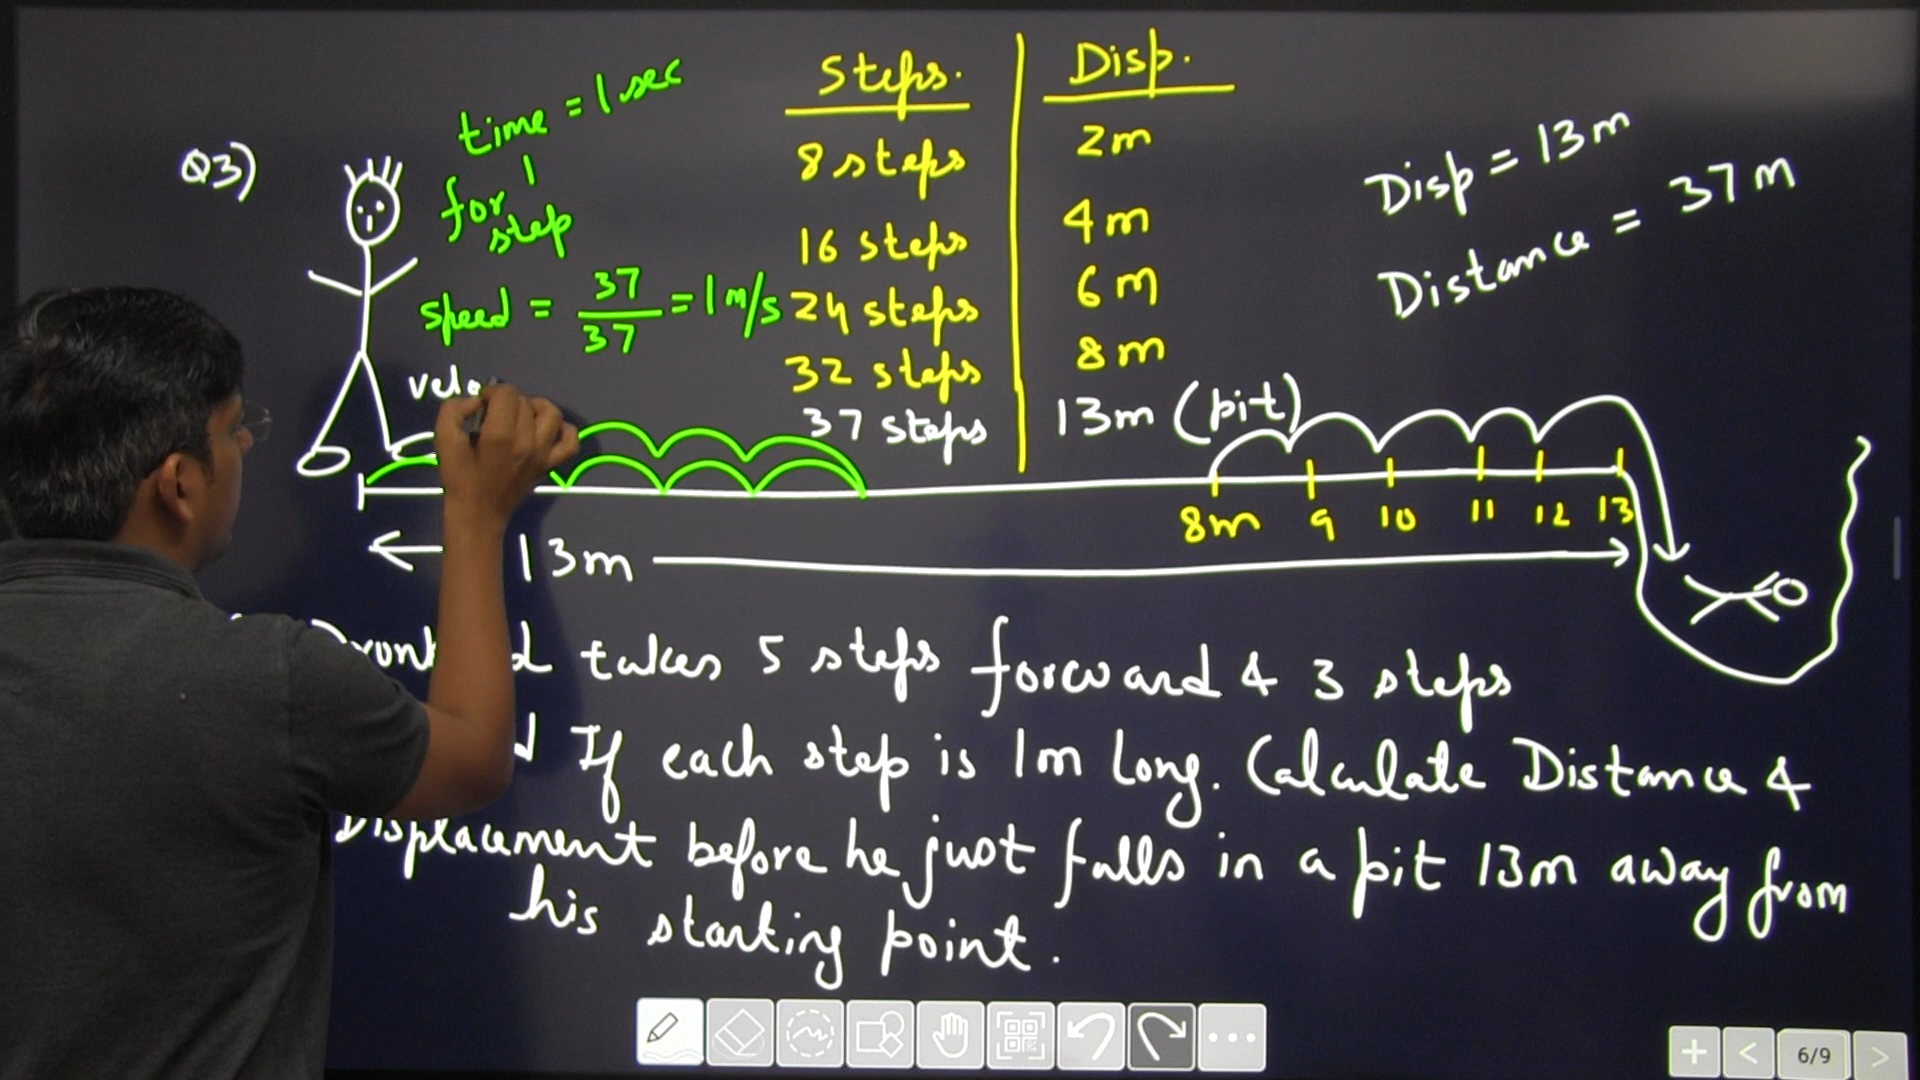 Q3)
time = 1 sec
for 1
step
speed = 37/37 = 1 m/s
Steps. Disp.
8 steps 2m
16 steps 4m
24 steps 6m
32 steps 8m
37 steps 13m (pit)
Disp = 13m
Distance = 37m
8m 9 10 11 12 13
13m
takes 5 steps forward & 3 steps
If each step is 1m long. Calculate Distance &
Displacement before he just falls in a pit 13m away from
his starting point.
6/9